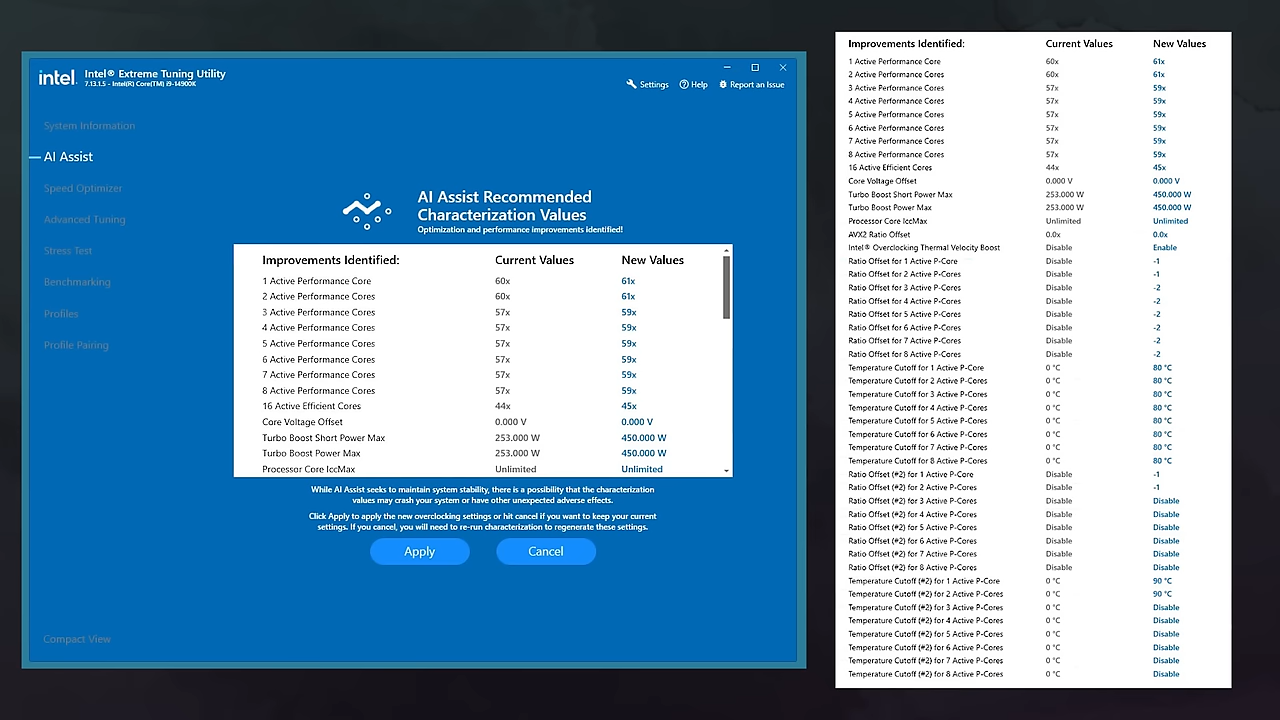 intel.
Intel® Extreme Tuning Utility
7.13.1.5 - Intel(R) Core(TM) i9-14900K
Settings
Help
Report an Issue
System Information
AI Assist
Speed Optimizer
Advanced Tuning
Stress Test
Benchmarking
Profiles
Profile Pairing
Compact View
AI Assist Recommended
Characterization Values
Optimization and performance improvements identified!
Improvements Identified: Current Values New Values
1 Active Performance Core 60x 61x
2 Active Performance Cores 60x 61x
3 Active Performance Cores 57x 59x
4 Active Performance Cores 57x 59x
5 Active Performance Cores 57x 59x
6 Active Performance Cores 57x 59x
7 Active Performance Cores 57x 59x
8 Active Performance Cores 57x 59x
16 Active Efficient Cores 44x 45x
Core Voltage Offset 0.000 V 0.000 V
Turbo Boost Short Power Max 253.000 W 450.000 W
Turbo Boost Power Max 253.000 W 450.000 W
Processor Core IccMax Unlimited Unlimited
While AI Assist seeks to maintain system stability, there is a possibility that the characterization
values may crash your system or have other unexpected adverse effects.
Click Apply to apply the new overclocking settings or hit cancel if you want to keep your current
settings. If you cancel, you will need to re-run characterization to regenerate these settings.
Apply
Cancel
Improvements Identified: Current Values New Values
1 Active Performance Core 60x 61x
2 Active Performance Cores 60x 61x
3 Active Performance Cores 57x 59x
4 Active Performance Cores 57x 59x
5 Active Performance Cores 57x 59x
6 Active Performance Cores 57x 59x
7 Active Performance Cores 57x 59x
8 Active Performance Cores 57x 59x
16 Active Efficient Cores 44x 45x
Core Voltage Offset 0.000 V 0.000 V
Turbo Boost Short Power Max 253.000 W 450.000 W
Turbo Boost Power Max 253.000 W 450.000 W
Processor Core IccMax Unlimited Unlimited
AVX2 Ratio Offset 0.0x 0.0x
Intel® Overclocking Thermal Velocity Boost Disable Enable
Ratio Offset for 1 Active P-Core Disable -1
Ratio Offset for 2 Active P-Cores Disable -1
Ratio Offset for 3 Active P-Cores Disable -2
Ratio Offset for 4 Active P-Cores Disable -2
Ratio Offset for 5 Active P-Cores Disable -2
Ratio Offset for 6 Active P-Cores Disable -2
Ratio Offset for 7 Active P-Cores Disable -2
Ratio Offset for 8 Active P-Cores Disable -2
Temperature Cutoff for 1 Active P-Core 0 °C 80 °C
Temperature Cutoff for 2 Active P-Cores 0 °C 80 °C
Temperature Cutoff for 3 Active P-Cores 0 °C 80 °C
Temperature Cutoff for 4 Active P-Cores 0 °C 80 °C
Temperature Cutoff for 5 Active P-Cores 0 °C 80 °C
Temperature Cutoff for 6 Active P-Cores 0 °C 80 °C
Temperature Cutoff for 7 Active P-Cores 0 °C 80 °C
Temperature Cutoff for 8 Active P-Cores 0 °C 80 °C
Ratio Offset (#2) for 1 Active P-Core Disable -1
Ratio Offset (#2) for 2 Active P-Cores Disable -1
Ratio Offset (#2) for 3 Active P-Cores Disable Disable
Ratio Offset (#2) for 4 Active P-Cores Disable Disable
Ratio Offset (#2) for 5 Active P-Cores Disable Disable
Ratio Offset (#2) for 6 Active P-Cores Disable Disable
Ratio Offset (#2) for 7 Active P-Cores Disable Disable
Ratio Offset (#2) for 8 Active P-Cores Disable Disable
Temperature Cutoff (#2) for 1 Active P-Core 0 °C 90 °C
Temperature Cutoff (#2) for 2 Active P-Cores 0 °C 90 °C
Temperature Cutoff (#2) for 3 Active P-Cores 0 °C Disable
Temperature Cutoff (#2) for 4 Active P-Cores 0 °C Disable
Temperature Cutoff (#2) for 5 Active P-Cores 0 °C Disable
Temperature Cutoff (#2) for 6 Active P-Cores 0 °C Disable
Temperature Cutoff (#2) for 7 Active P-Cores 0 °C Disable
Temperature Cutoff (#2) for 8 Active P-Cores 0 °C Disable